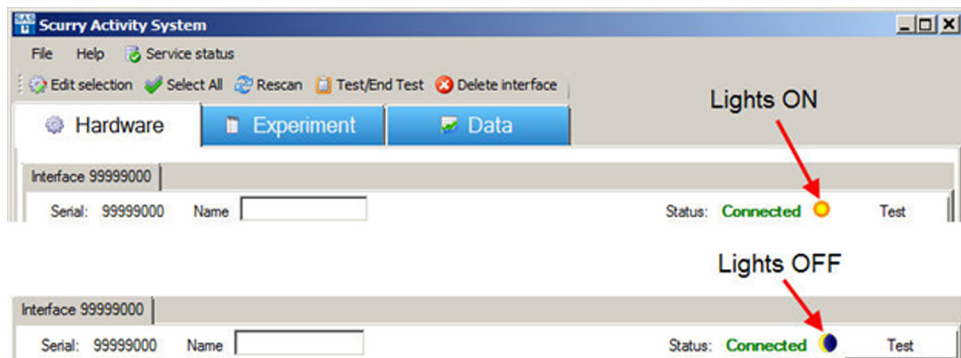 SAS Scurry Activity System
File Help Service status
Edit selection Select All Rescan Test/End Test Delete interface
Lights ON
Hardware Experiment Data
Interface 99999000
Serial: 99999000 Name Status: Connected Test
Lights OFF
Interface 99999000
Serial: 99999000 Name Status: Connected Test